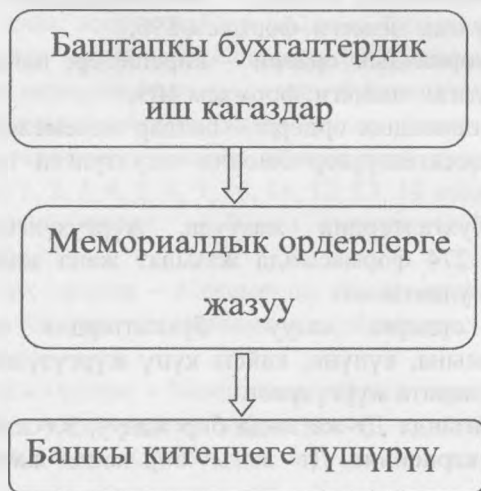 Баштапкы бухгалтердик
иш кагаздар
Мемориалдык ордерлерге
жазуу
Башкы китепчеге түшүрүү